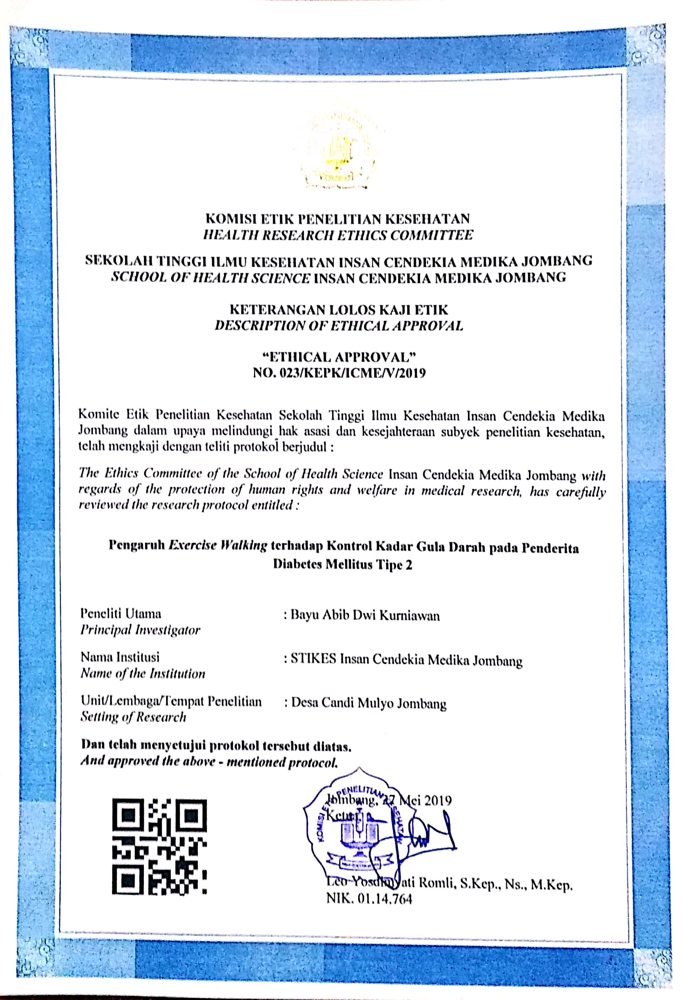 KOMISI ETIK PENELITIAN KESEHATAN
HEALTH RESEARCH ETHICS COMMITTEE
SEKOLAH TINGGI ILMU KESEHATAN INSAN CENDEKIA MEDIKA JOMBANG
SCHOOL OF HEALTH SCIENCE INSAN CENDEKIA MEDIKA JOMBANG
KETERANGAN LOLOS KAJI ETIK
DESCRIPTION OF ETHICAL APPROVAL
“ETHICAL APPROVAL”
NO. 023/KEPK/ICME/V/2019
Komite Etik Penelitian Kesehatan Sekolah Tinggi Ilmu Kesehatan Insan Cendekia Medika
Jombang dalam upaya melindungi hak asasi dan kesejahteraan subyek penelitian kesehatan,
telah mengkaji dengan teliti protokol berjudul :
The Ethics Committee of the School of Health Science Insan Cendekia Medika Jombang with
regards of the protection of human rights and welfare in medical research, has carefully
reviewed the research protocol entitled :
Pengaruh Exercise Walking terhadap Kontrol Kadar Gula Darah pada Penderita
Diabetes Mellitus Tipe 2
Peneliti Utama : Bayu Abib Dwi Kurniawan
Principal Investigator
Nama Institusi : STIKES Insan Cendekia Medika Jombang
Name of the Institution
Unit/Lembaga/Tempat Penelitian : Desa Candi Mulyo Jombang
Setting of Research
Dan telah menyetujui protokol tersebut diatas.
And approved the above - mentioned protocol.
KOMISI ETIK PENELITIAN KESEHATAN
Jombang, 27 Mei 2019
Ketua,
Leo Yosdimyati Romli, S.Kep., Ns., M.Kep.
NIK. 01.14.764